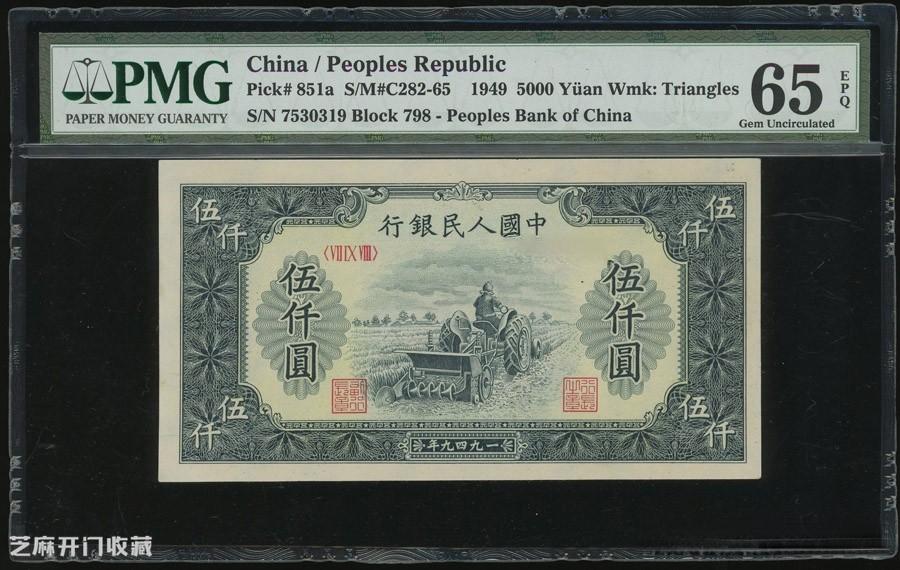 PMG
PAPER MONEY GUARANTY
China / Peoples Republic
Pick# 851a S/M#C282-65 1949 5000 Yüan Wmk: Triangles
S/N 7530319 Block 798 - Peoples Bank of China
65
EPQ
Gem Uncirculated
行銀民人國中
〈VII IX VIII〉
伍仟
伍仟
伍仟圓
伍仟圓
伍仟
伍仟
年九四九一
芝麻开门收藏